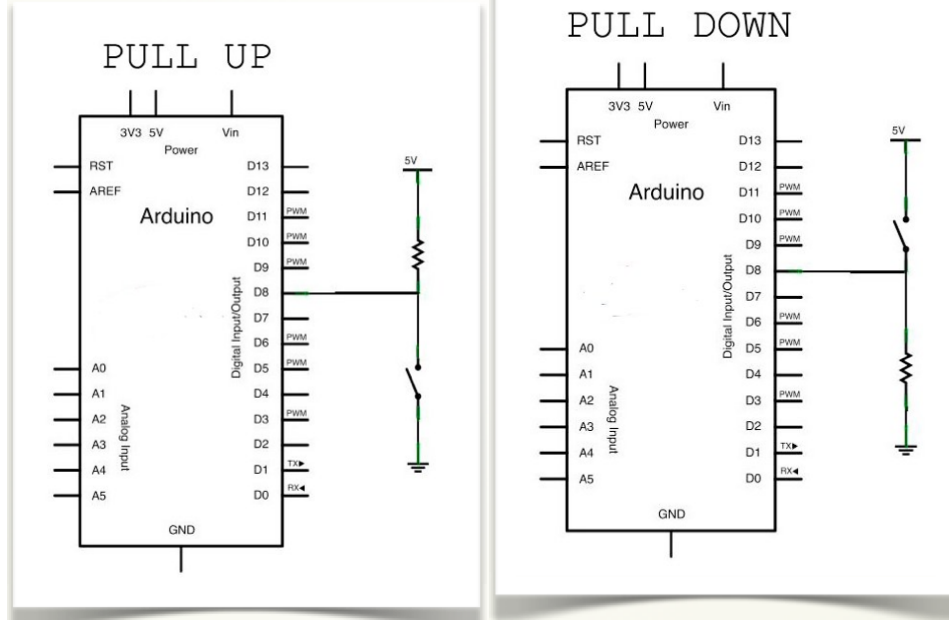 PULL UP
3V3 5V Vin
Power
RST
AREF
Arduino
D13
D12
D11 PWM
D10 PWM
D9 PWM
D8
D7
D6 PWM
D5 PWM
D4
D3 PWM
D2
D1 TX▶
D0 RX◀
Digital Input/Output
A0
A1
A2
A3
A4
A5
Analog Input
GND
5V
PULL DOWN
3V3 5V Vin
Power
RST
AREF
Arduino
D13
D12
D11 PWM
D10 PWM
D9 PWM
D8
D7
D6 PWM
D5 PWM
D4
D3 PWM
D2
D1 TX▶
D0 RX◀
Digital Input/Output
A0
A1
A2
A3
A4
A5
Analog Input
GND
5V